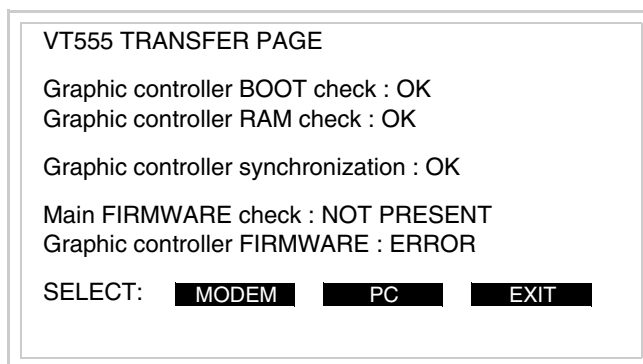 VT555 TRANSFER PAGE
Graphic controller BOOT check : OK
Graphic controller RAM check : OK
Graphic controller synchronization : OK
Main FIRMWARE check : NOT PRESENT
Graphic controller FIRMWARE : ERROR
SELECT: MODEM PC EXIT